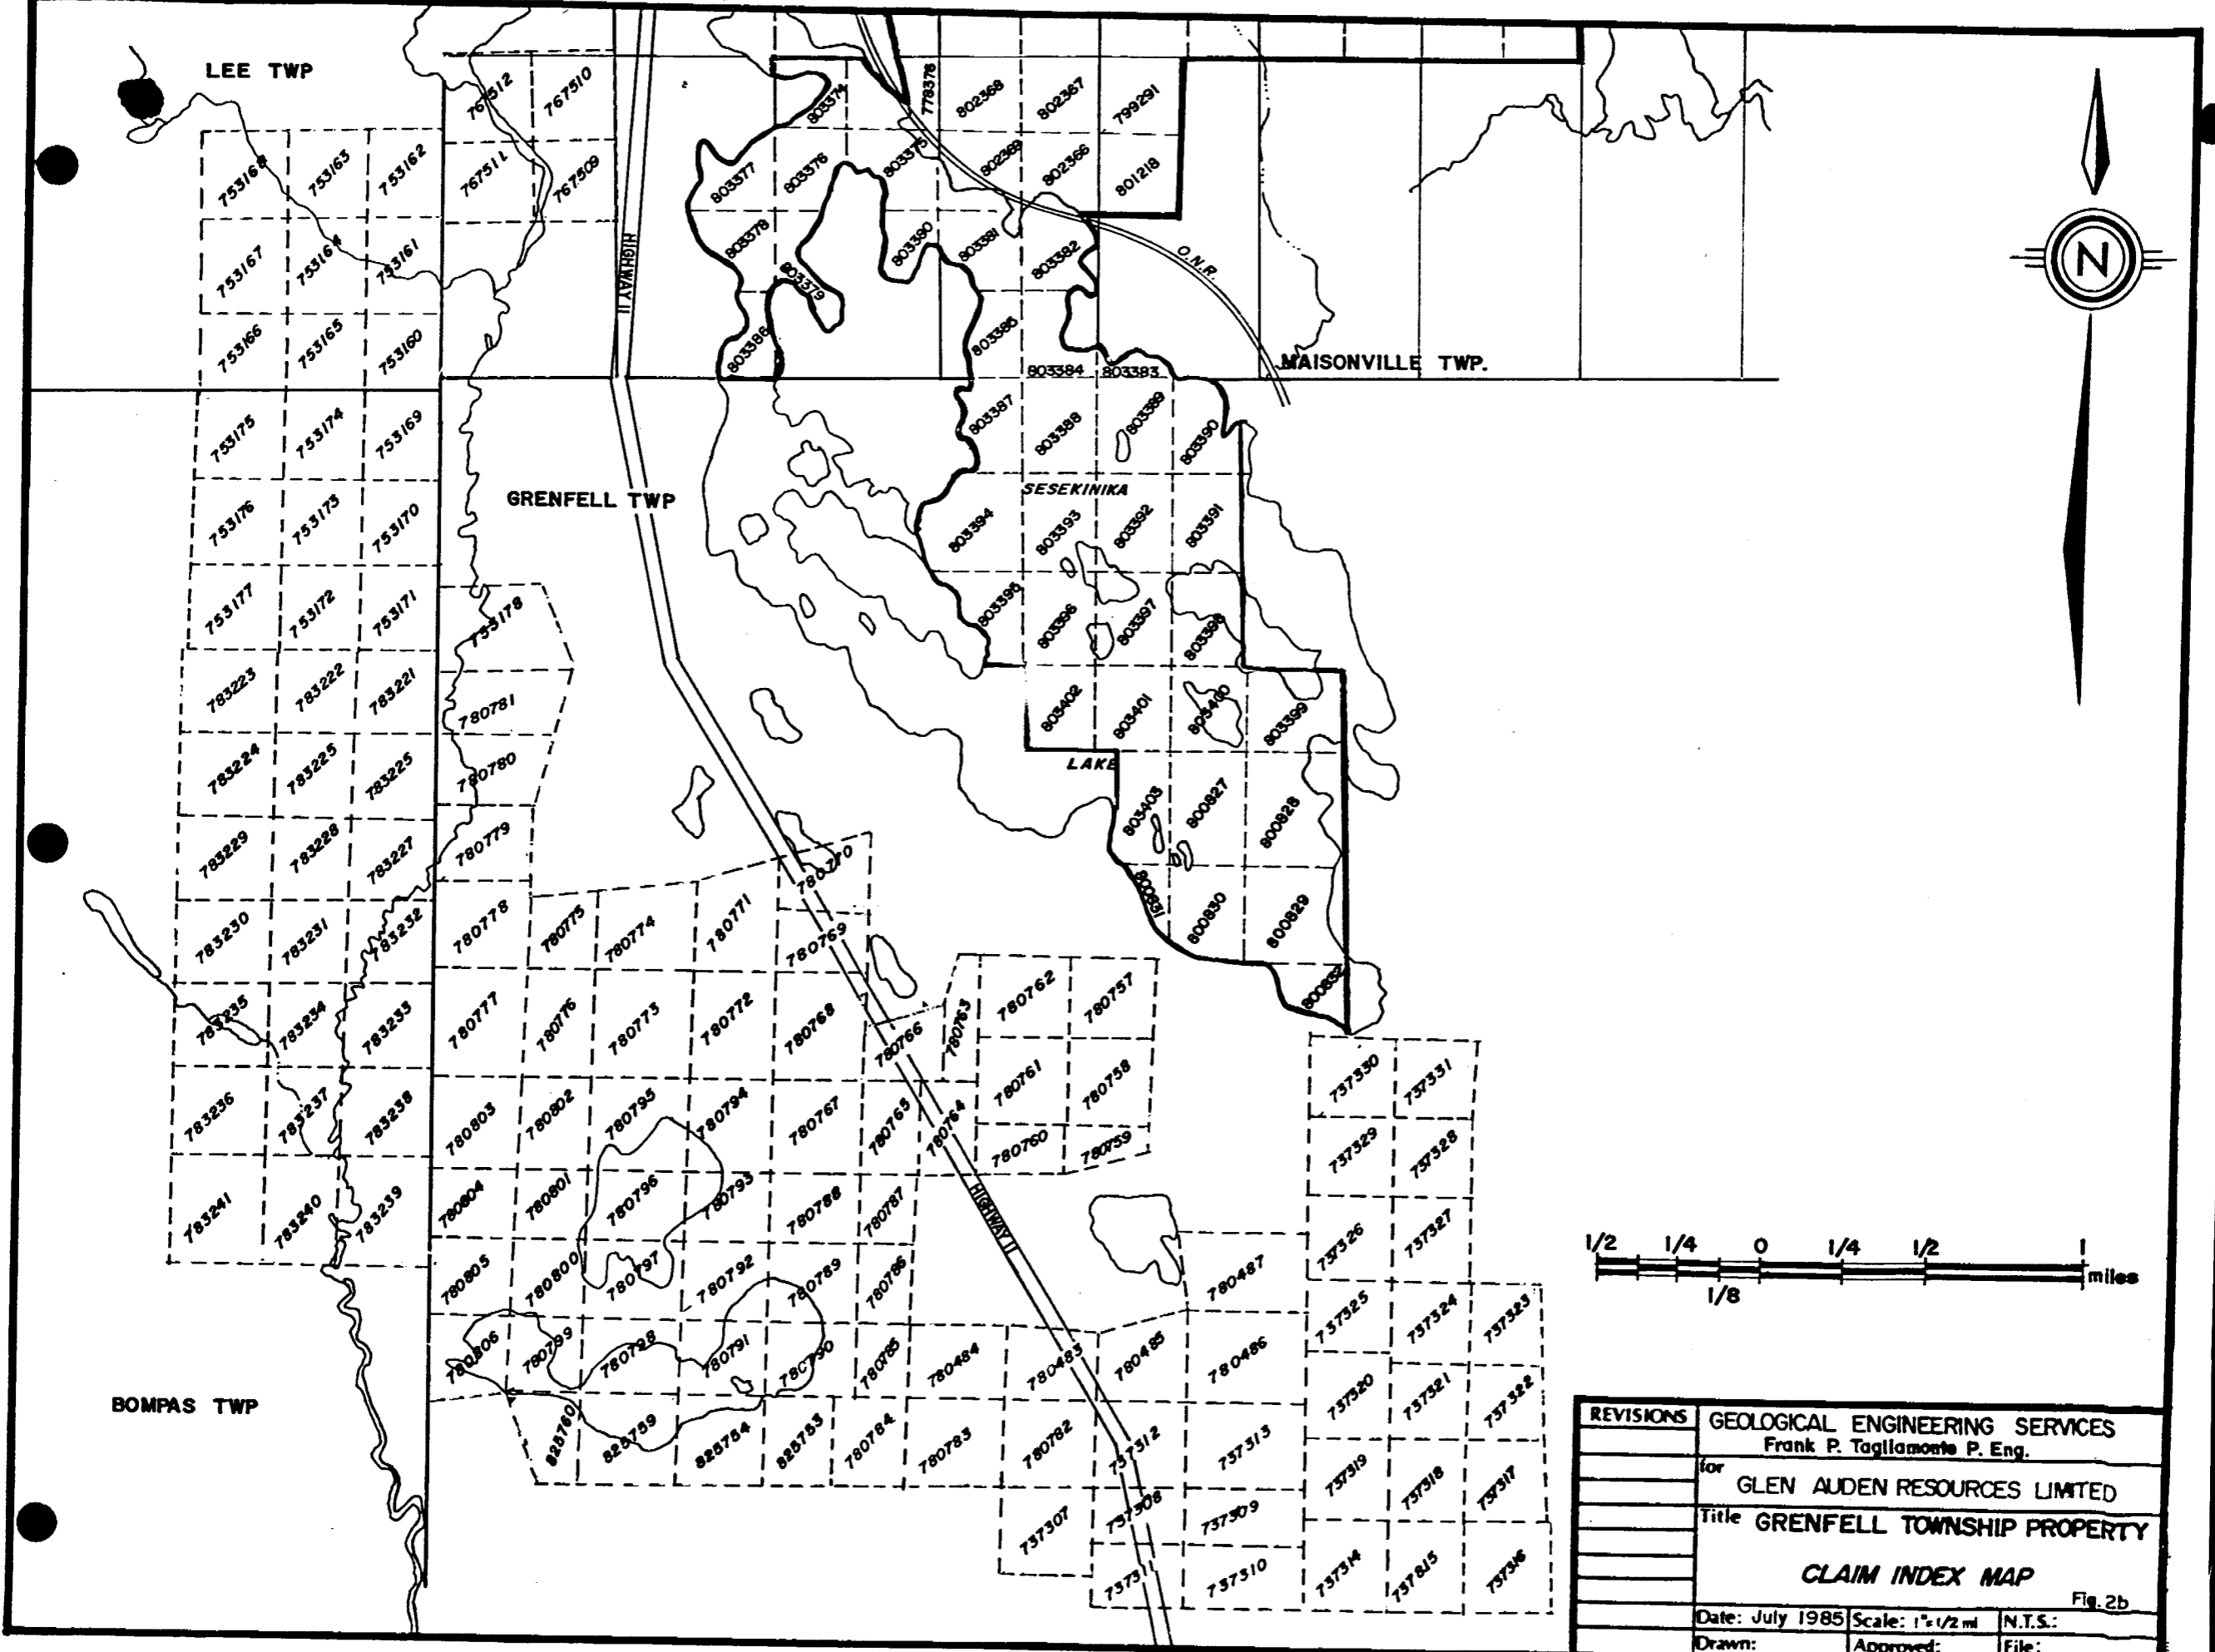 LEE TWP
767512 767510
803374 778376 802368 802367 799291
753163 753162 767511 767509
803377 803376 803375 802369 802366 801218
753167 753164 753161
HIGHWAY 11
803378 803380 803381 803382
O.N.R.
803379
753166 753165 753160
803386 803385
803384 803383 MAISONVILLE TWP.
N
753175 753174 753169
803387 803388 803389 803390
GRENFELL TWP
SESEKINIKA
753176 753173 753170
803394 803393 803392 803391
753177 753172 753171 753178
803395 803396 803397 803398
783223 783222 783221 780781
803402 803401 803400 803399
783224 783225 783225 780780
LAKE
803403 800827 800828
783229 783228 783227 780779
780770
800831 800830 800829
783230 783231 783232 780778 780775 780774 780771 780769
800832
783235 783234 783233 780777 780776 780773 780772 780768 780766 780763 780762 780757
783236 783237 783238 780803 780802 780795 780794 780767 780765 780764 780761 780758
737330 737331
780760 780759
737329 737328
783241 783240 783239 780804 780801 780796 780793 780788 780787
HIGHWAY 11
737326 737327
780805 780800 780797 780792 780789 780786 780487
737325 737324 737323
780806 780799 780798 780791 780790 780785 780484 780483 780485 780486
737320 737321 737322
BOMPAS TWP
825760 825759 825754 825753 780784 780783 780782 737312 737313
737319 737318 737317
737307 737308 737309
737311 737310 737314 737315 737316
1/2 1/4 0 1/4 1/2 1
miles
1/8
REVISIONS
GEOLOGICAL ENGINEERING SERVICES
Frank P. Tagliamonte P. Eng.
for
GLEN AUDEN RESOURCES LIMITED
Title GRENFELL TOWNSHIP PROPERTY
CLAIM INDEX MAP
Fig. 2b
Date: July 1985 Scale: 1"=1/2 mi N.T.S.:
Drawn: Approved: File: